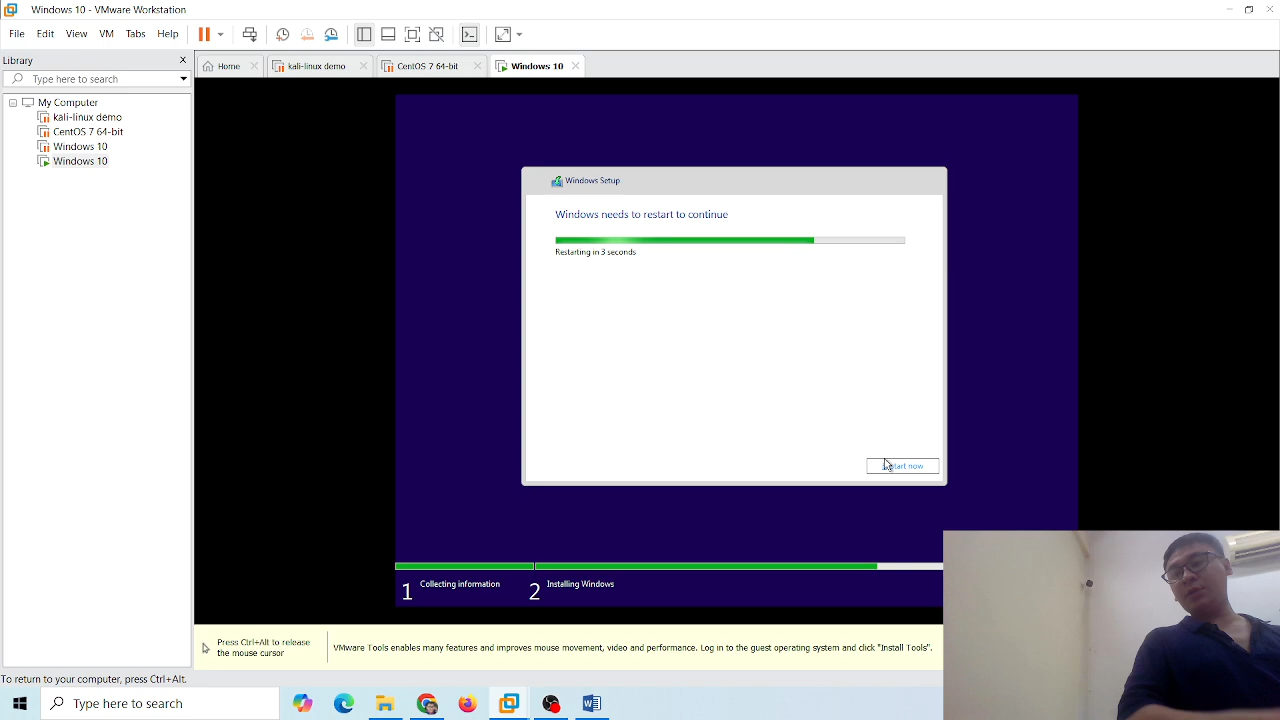 Windows 10 - VMware Workstation
File Edit View VM Tabs Help
Library
Type here to search
My Computer
kali-linux demo
CentOS 7 64-bit
Windows 10
Windows 10
Home
kali-linux demo
CentOS 7 64-bit
Windows 10
Windows Setup
Windows needs to restart to continue
Restarting in 3 seconds
now
1 Collecting information
2 Installing Windows
Press Ctrl+Alt to release
the mouse cursor
VMware Tools enables many features and improves mouse movement, video and performance. Log in to the guest operating system and click "Install Tools".
To return to your computer, press Ctrl+Alt.
Type here to search